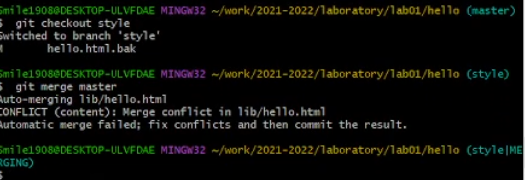 Smile1908@DESKTOP-ULVFDAE MINGW32 ~/work/2021-2022/laboratory/lab01/hello (master)
$ git checkout style
Switched to branch 'style'
M       hello.html.bak
Smile1908@DESKTOP-ULVFDAE MINGW32 ~/work/2021-2022/laboratory/lab01/hello (style)
$ git merge master
Auto-merging lib/hello.html
CONFLICT (content): Merge conflict in lib/hello.html
Automatic merge failed; fix conflicts and then commit the result.
Smile1908@DESKTOP-ULVFDAE MINGW32 ~/work/2021-2022/laboratory/lab01/hello (style|ME
RGING)
$